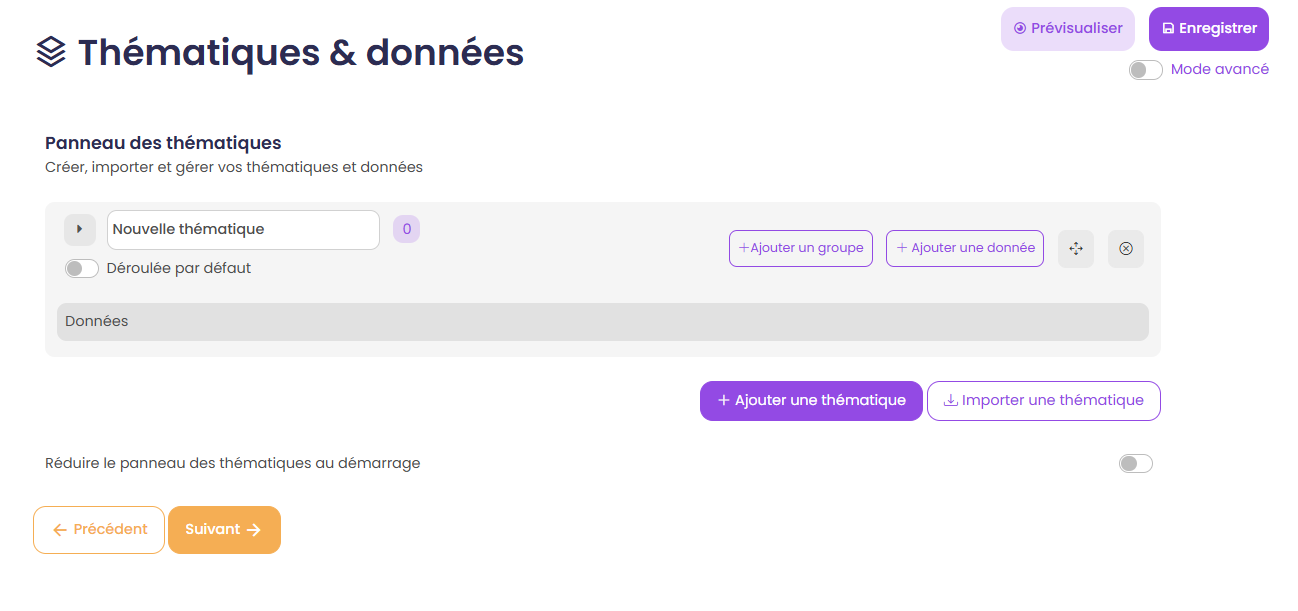 Prévisualiser
Enregistrer
Thématiques & données
Mode avancé
Panneau des thématiques
Créer, importer et gérer vos thématiques et données
Nouvelle thématique
0
+Ajouter un groupe
+ Ajouter une donnée
Déroulée par défaut
Données
+ Ajouter une thématique
Importer une thématique
Réduire le panneau des thématiques au démarrage
← Précédent
Suivant →